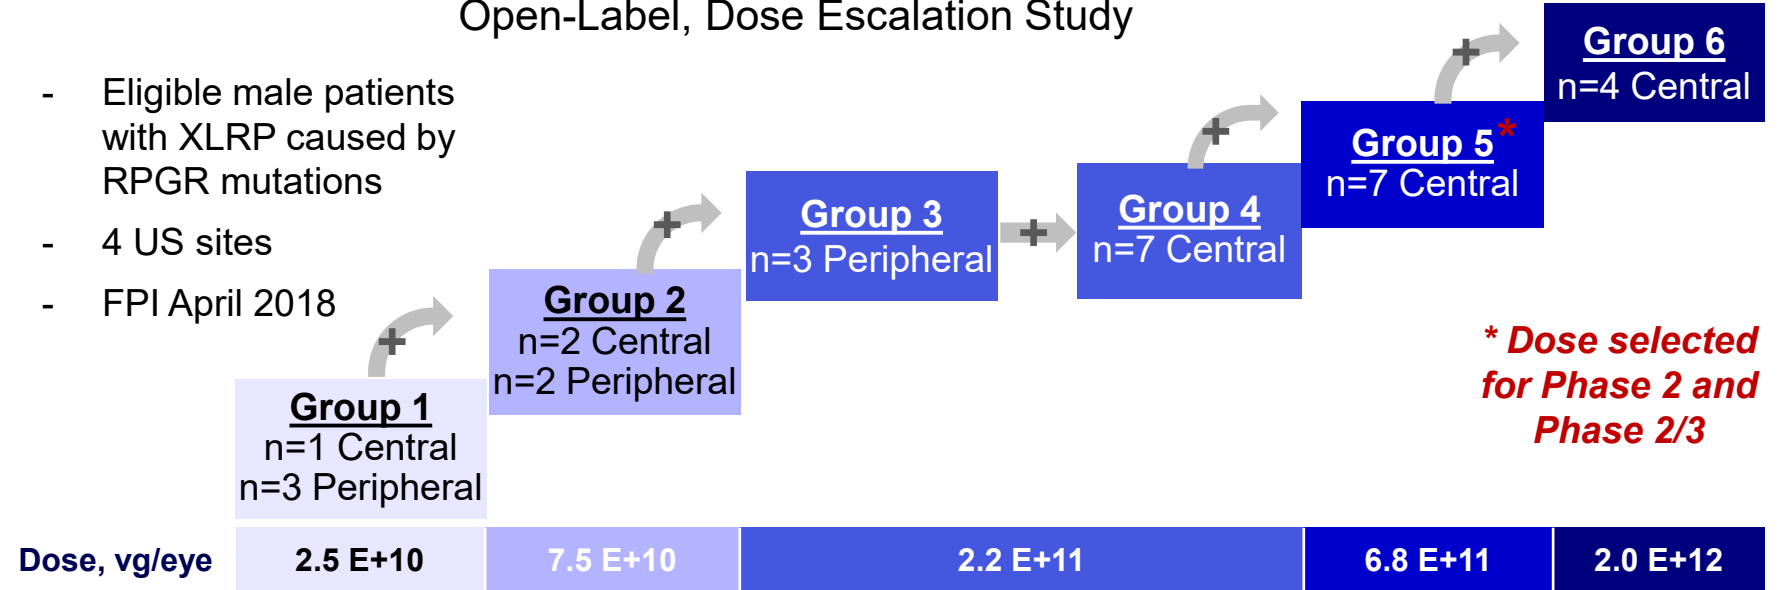 Open-Label, Dose Escalation Study
- Eligible male patients
with XLRP caused by
RPGR mutations
- 4 US sites
- FPI April 2018
Group 1
n=1 Central
n=3 Peripheral
Group 2
n=2 Central
n=2 Peripheral
Group 3
n=3 Peripheral
Group 4
n=7 Central
Group 5*
n=7 Central
Group 6
n=4 Central
* Dose selected
for Phase 2 and
Phase 2/3
Dose, vg/eye 2.5 E+10 7.5 E+10 2.2 E+11 6.8 E+11 2.0 E+12